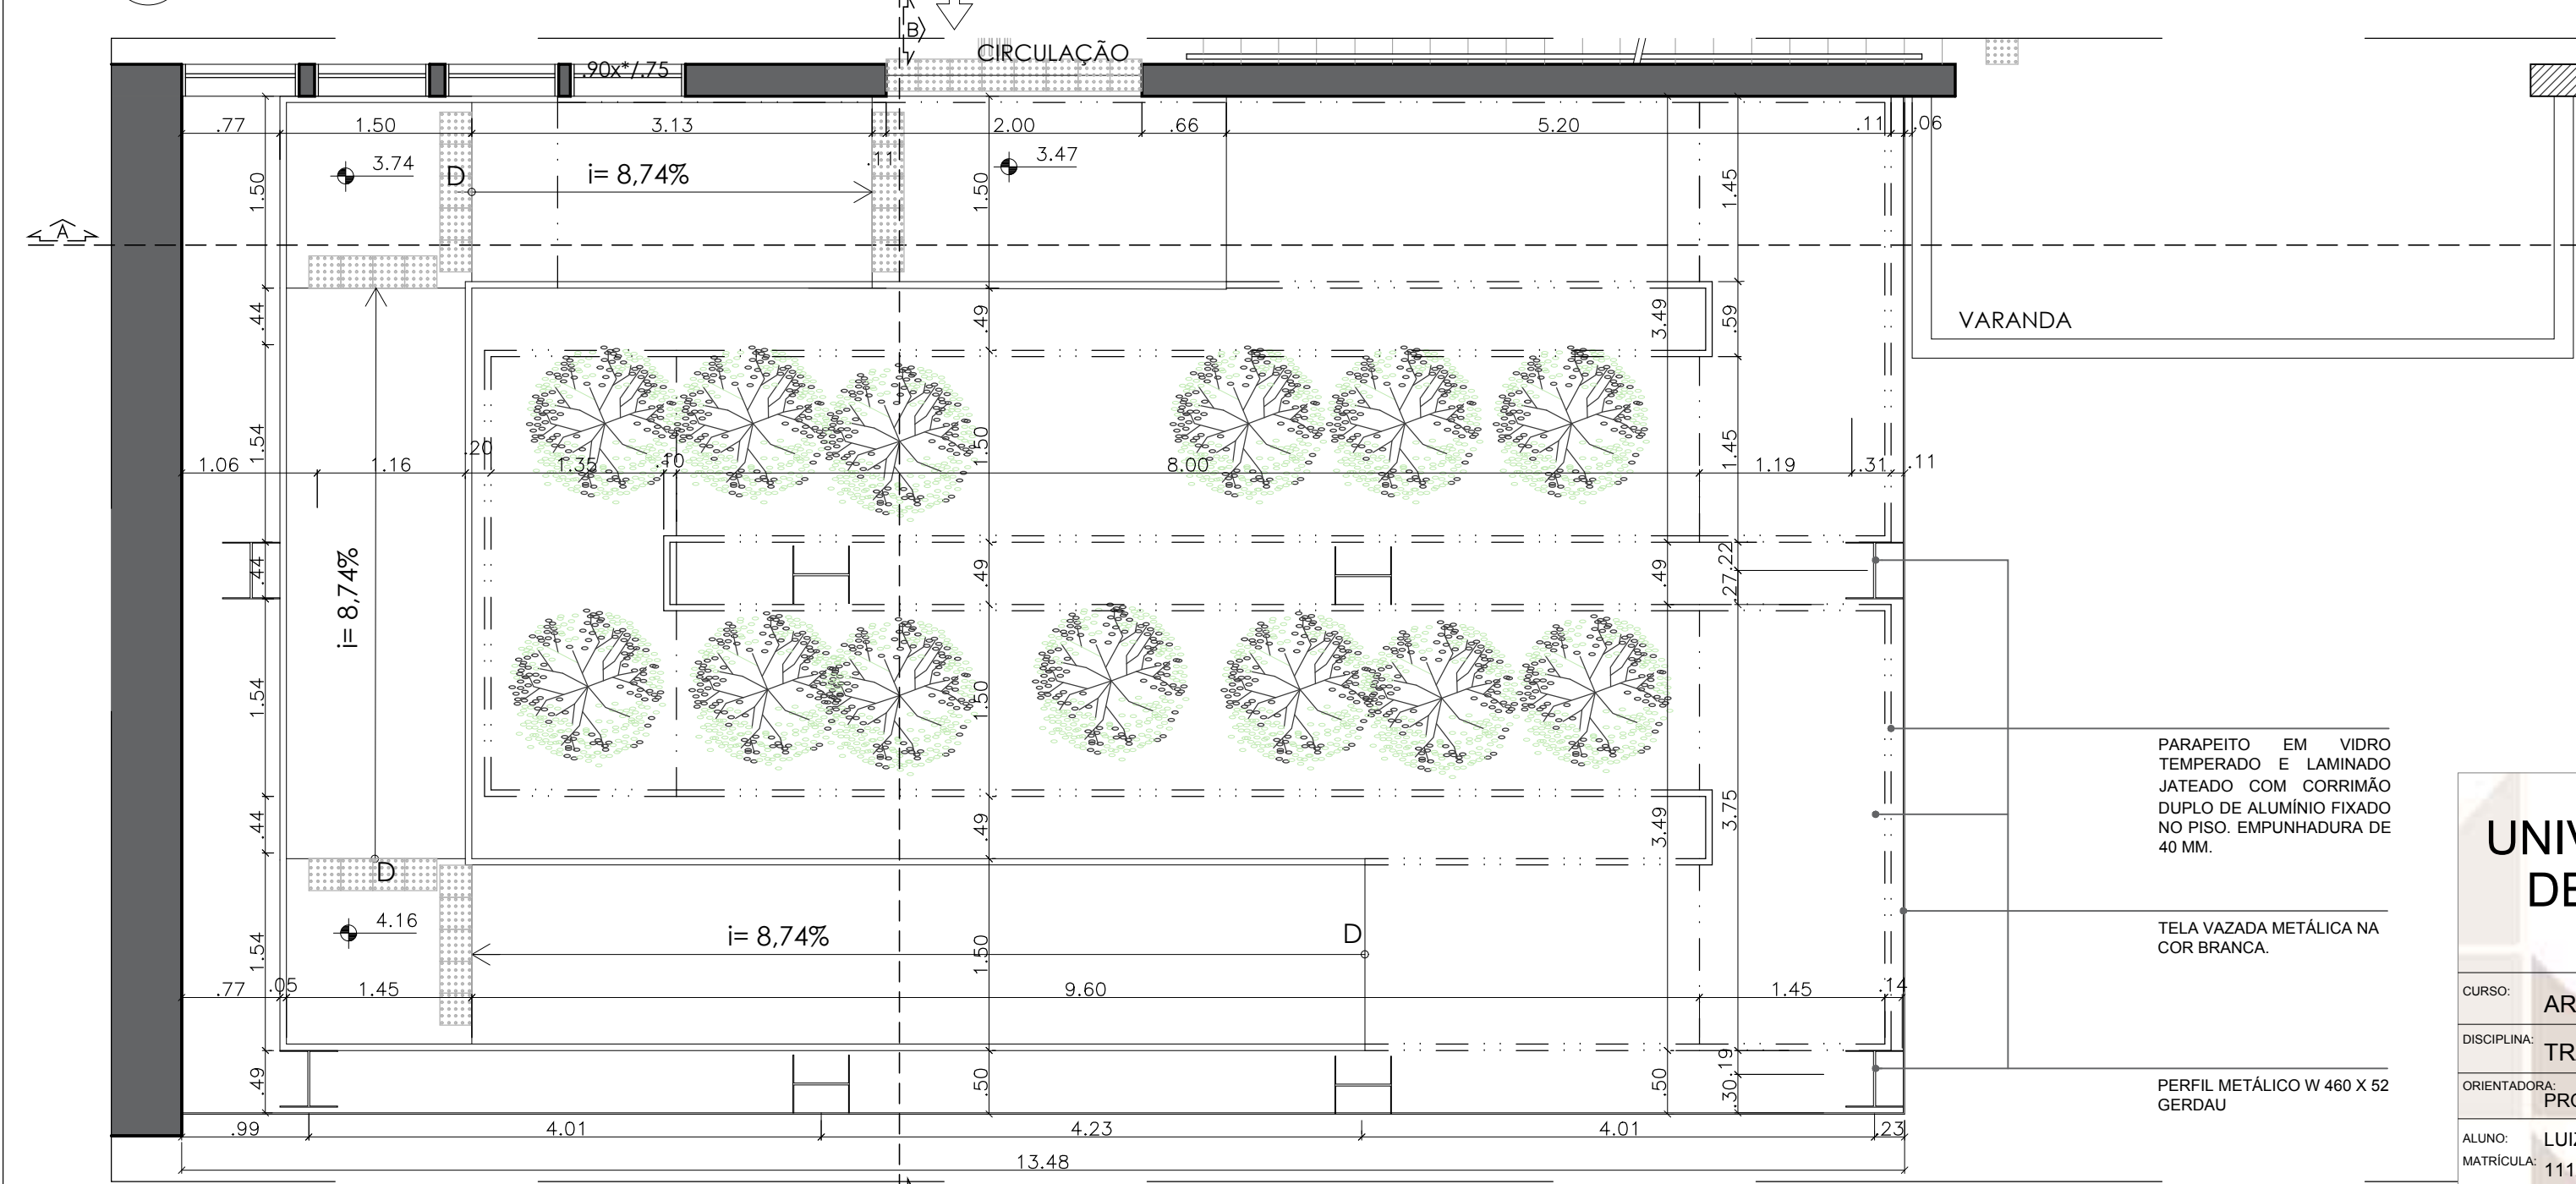 B
CIRCULAÇÃO
.90x*/.75
.77
1.50
3.13
2.00
.66
5.20
.11
.06
3.74
D
i= 8,74%
.11
3.47
1.50
1.50
1.45
A
.44
.49
3.49
.59
VARANDA
1.54
.20
1.50
1.45
1.06
1.16
1.35
.10
8.00
1.19
.31
.11
.44
i= 8,74%
.49
.49
.22
.27
1.54
1.50
PARAPEITO EM VIDRO
TEMPERADO E LAMINADO
JATEADO COM CORRIMÃO
DUPLO DE ALUMÍNIO FIXADO
NO PISO. EMPUNHADURA DE
40 MM.
.44
.49
3.49
3.75
UNIV
DE
D
4.16
i= 8,74%
D
1.54
1.50
TELA VAZADA METÁLICA NA
COR BRANCA.
.77
.05
1.45
9.60
1.45
.14
CURSO:
AR
DISCIPLINA:
TR
.49
.50
.50
.19
.30
PERFIL METÁLICO W 460 X 52
GERDAU
ORIENTADORA:
PRO
.99
4.01
4.23
4.01
.23
ALUNO:
LUIZ
13.48
MATRÍCULA:
111